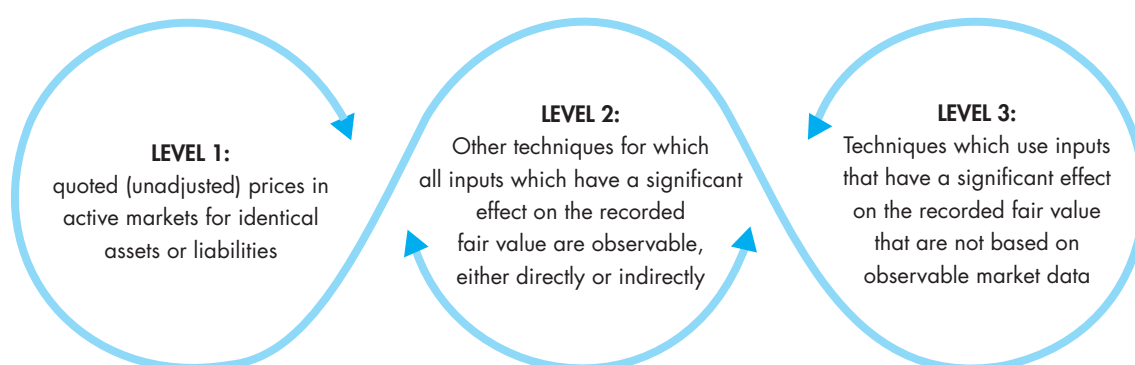 LEVEL 1:
quoted (unadjusted) prices in
active markets for identical
assets or liabilities
LEVEL 2:
Other techniques for which
all inputs which have a significant
effect on the recorded
fair value are observable,
either directly or indirectly
LEVEL 3:
Techniques which use inputs
that have a significant effect
on the recorded fair value
that are not based on
observable market data